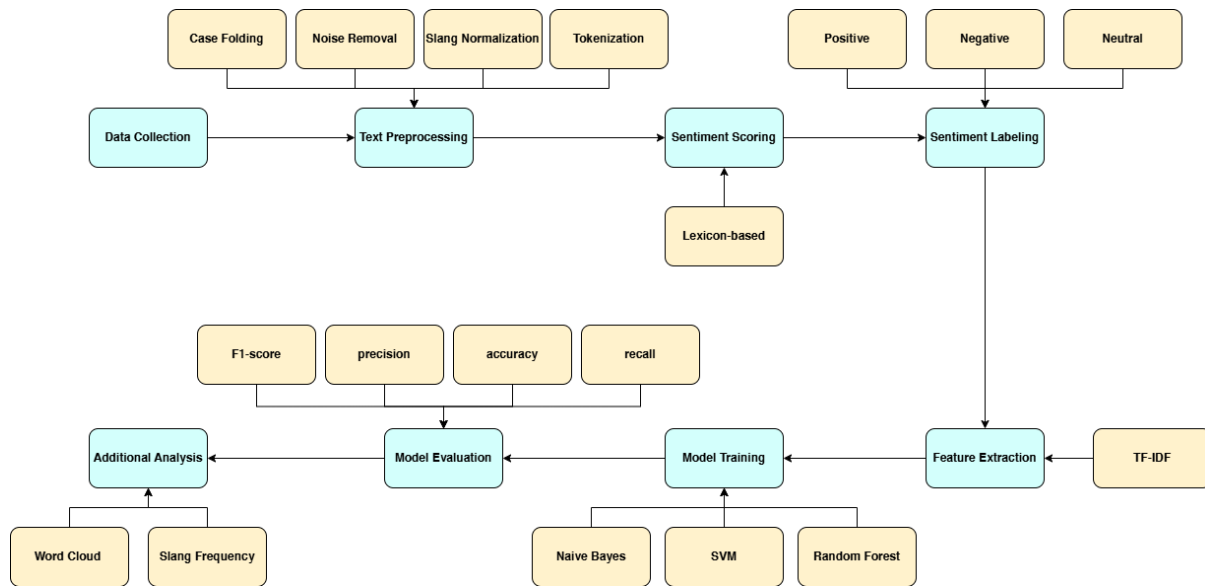 Case Folding
Noise Removal
Slang Normalization
Tokenization
Positive
Negative
Neutral
Data Collection
Text Preprocessing
Sentiment Scoring
Sentiment Labeling
Lexicon-based
F1-score
precision
accuracy
recall
Additional Analysis
Model Evaluation
Model Training
Feature Extraction
TF-IDF
Word Cloud
Slang Frequency
Naive Bayes
SVM
Random Forest